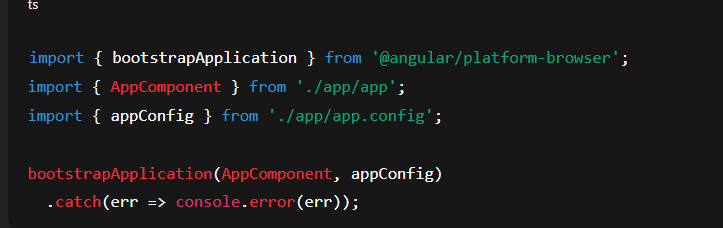 ts
import { bootstrapApplication } from '@angular/platform-browser';
import { AppComponent } from './app/app';
import { appConfig } from './app/app.config';
bootstrapApplication(AppComponent, appConfig)
.catch(err => console.error(err));